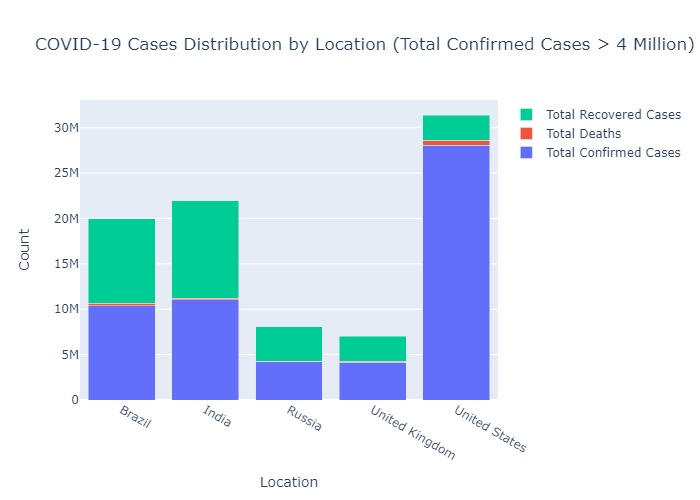 COVID-19 Cases Distribution by Location (Total Confirmed Cases > 4 Million)
Total Recovered Cases
Total Deaths
Total Confirmed Cases
30M
25M
20M
15M
10M
5M
0
Count
Brazil
India
Russia
United Kingdom
United States
Location